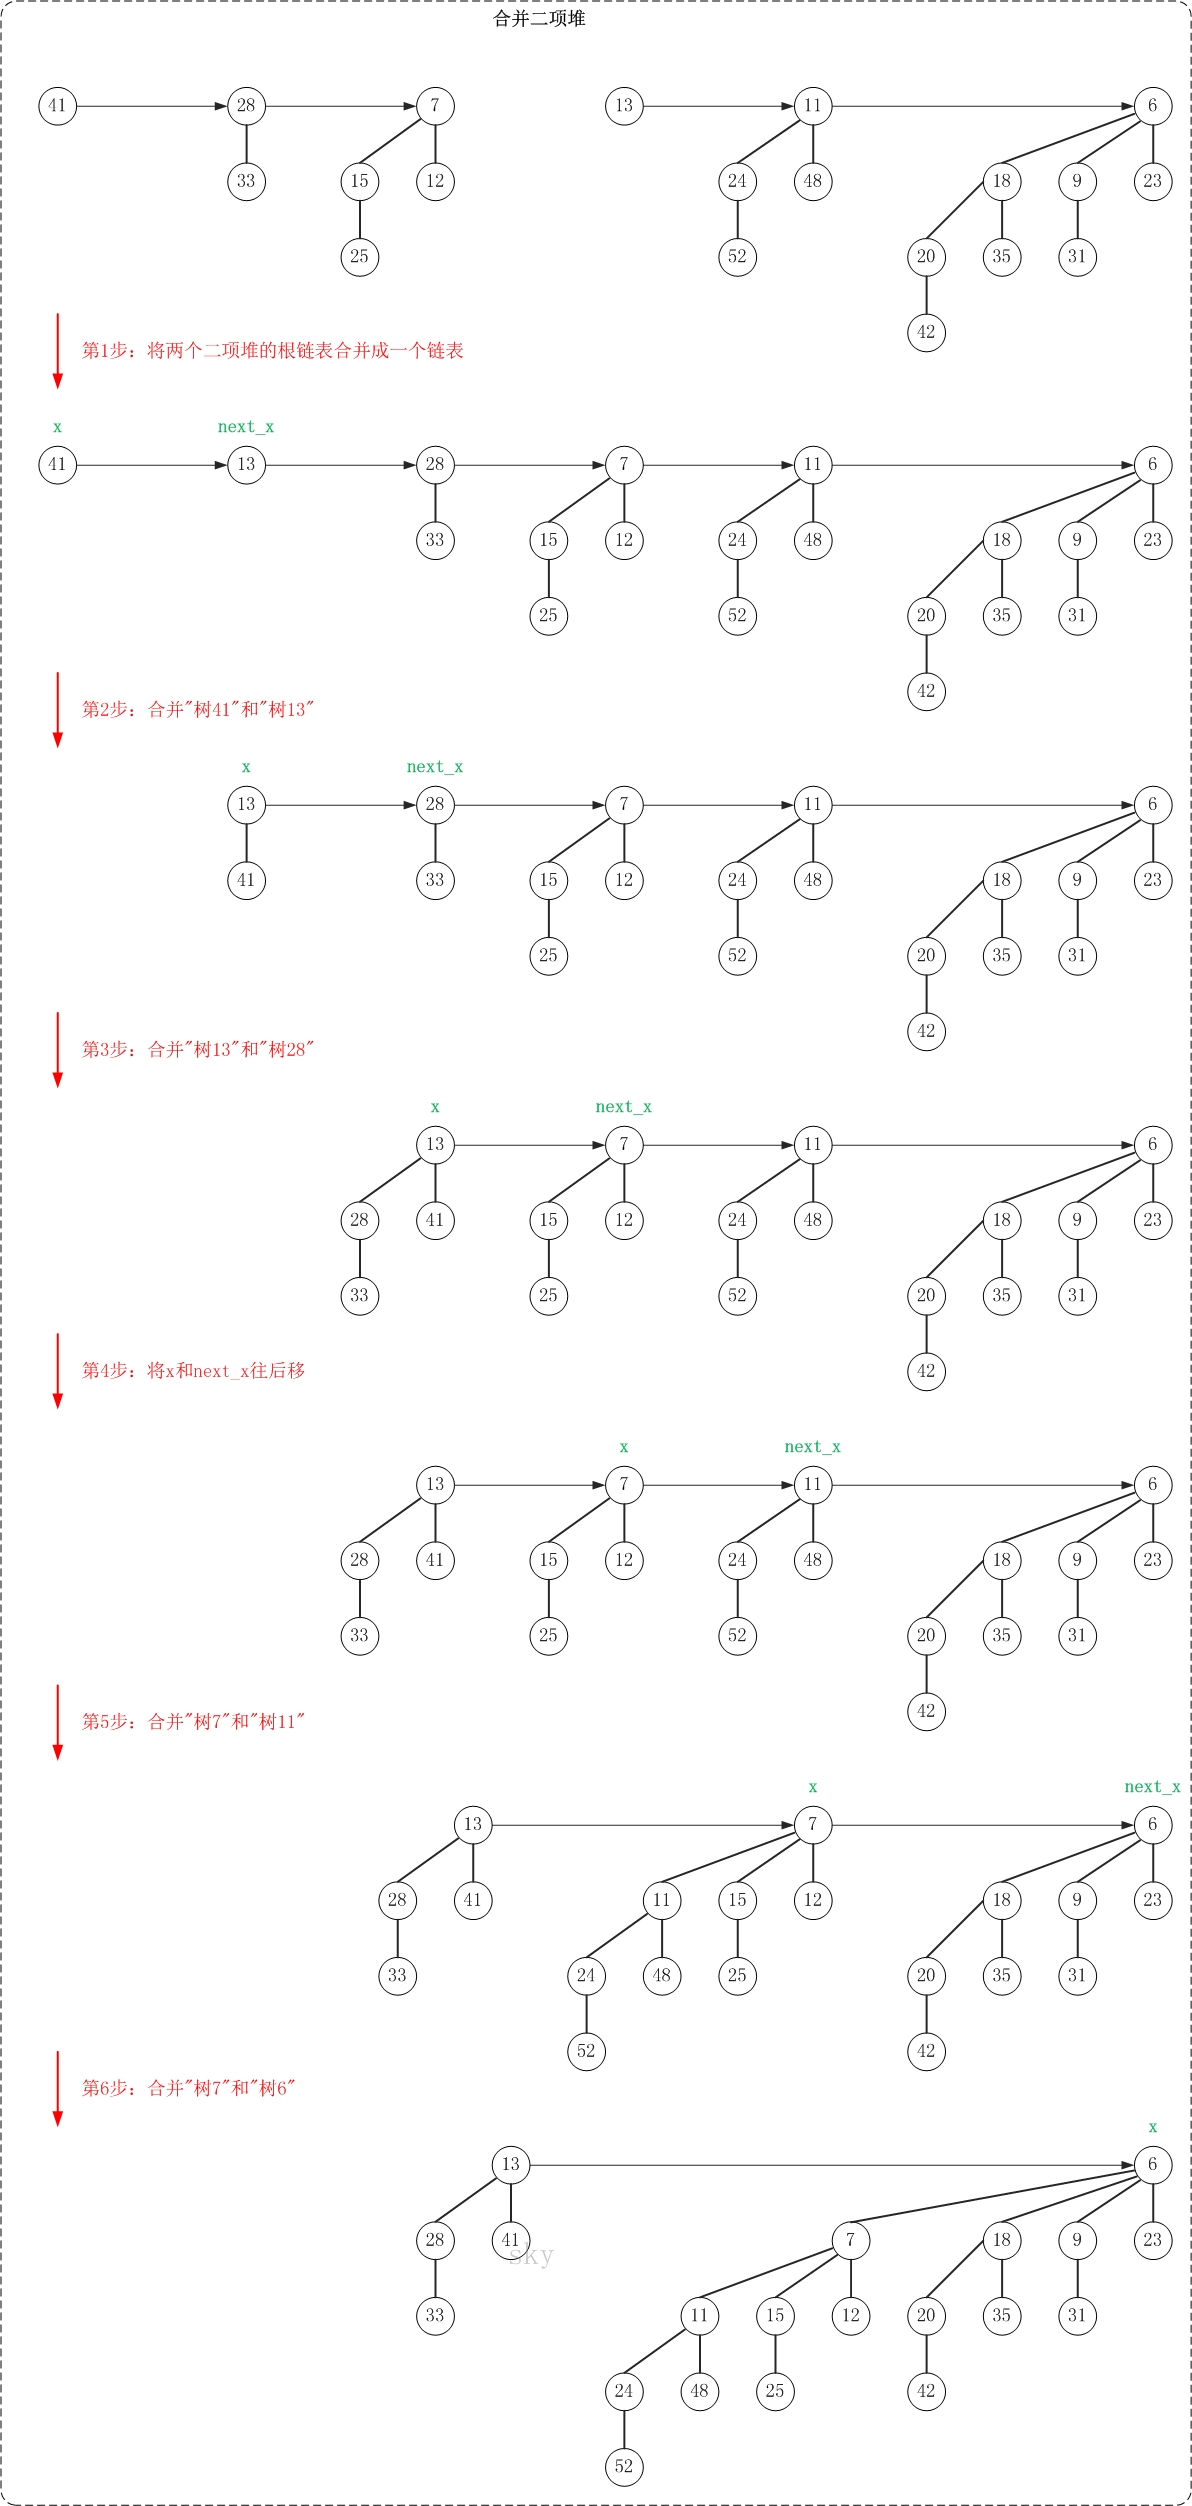 合并二项堆
41 28 7 13 11 6
33 15 12 24 48 18 9 23
25 52 20 35 31
42
第1步：将两个二项堆的根链表合并成一个链表
x next_x
41 13 28 7 11 6
33 15 12 24 48 18 9 23
25 52 20 35 31
42
第2步：合并"树41"和"树13"
x next_x
13 28 7 11 6
41 33 15 12 24 48 18 9 23
25 52 20 35 31
42
第3步：合并"树13"和"树28"
x next_x
13 7 11 6
28 41 15 12 24 48 18 9 23
33 25 52 20 35 31
42
第4步：将x和next_x往后移
x next_x
13 7 11 6
28 41 15 12 24 48 18 9 23
33 25 52 20 35 31
42
第5步：合并"树7"和"树11"
x next_x
13 7 6
28 41 11 15 12 18 9 23
33 24 48 25 20 35 31
52 42
第6步：合并"树7"和"树6"
x
13 6
28 41 7 18 9 23
sky
33 11 15 12 20 35 31
24 48 25 42
52